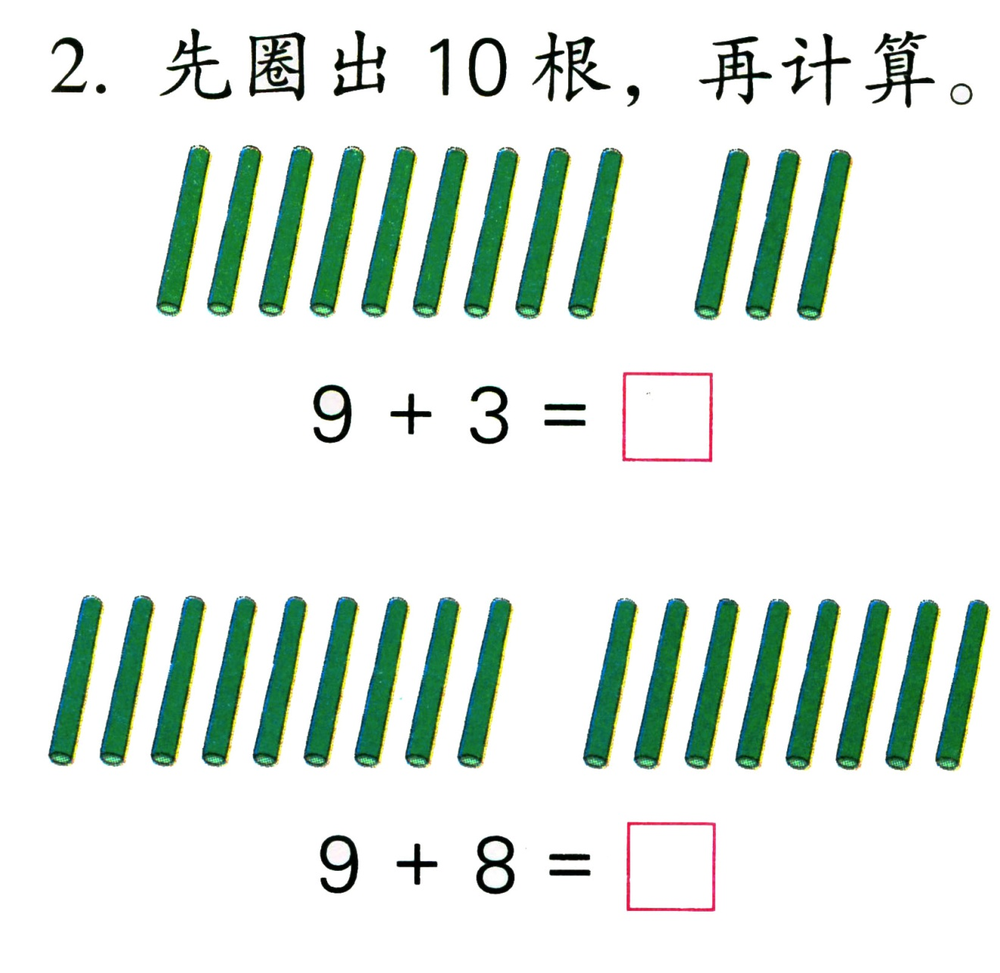 2. 先圈出 10 根，再计算。
9 + 3 = □
9 + 8 = □